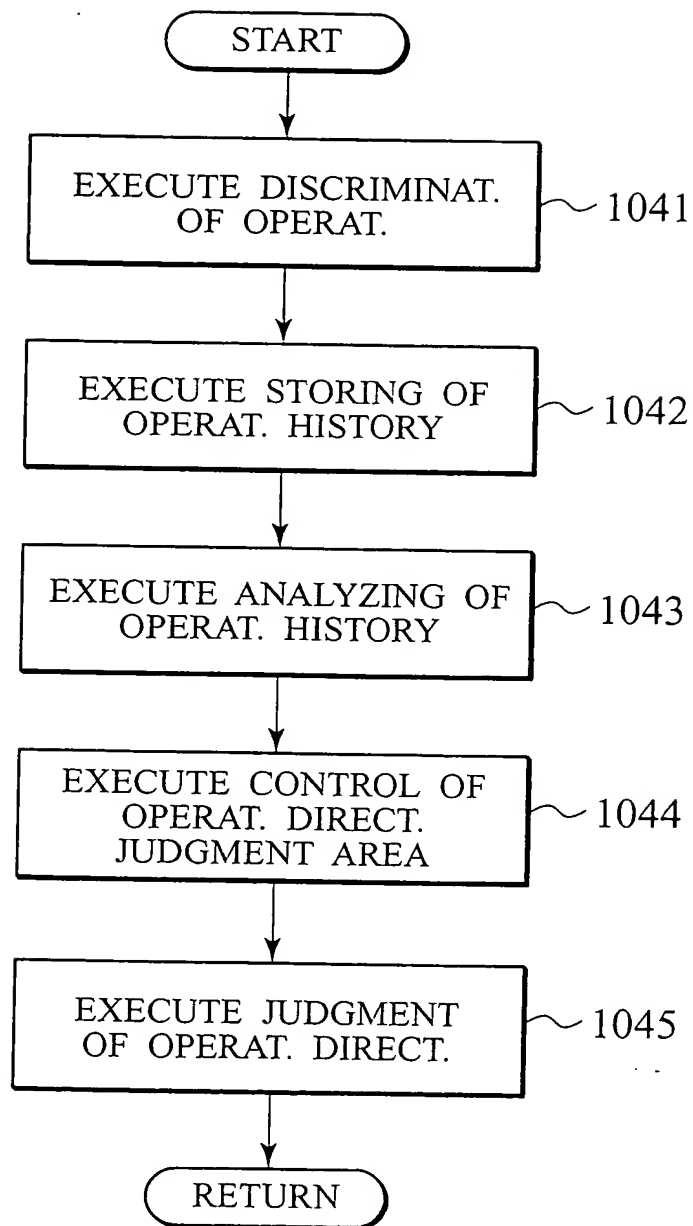 START
EXECUTE DISCRIMINAT.
OF OPERAT.
1041
EXECUTE STORING OF
OPERAT. HISTORY
1042
EXECUTE ANALYZING OF
OPERAT. HISTORY
1043
EXECUTE CONTROL OF
OPERAT. DIRECT.
JUDGMENT AREA
1044
EXECUTE JUDGMENT
OF OPERAT. DIRECT.
1045
RETURN